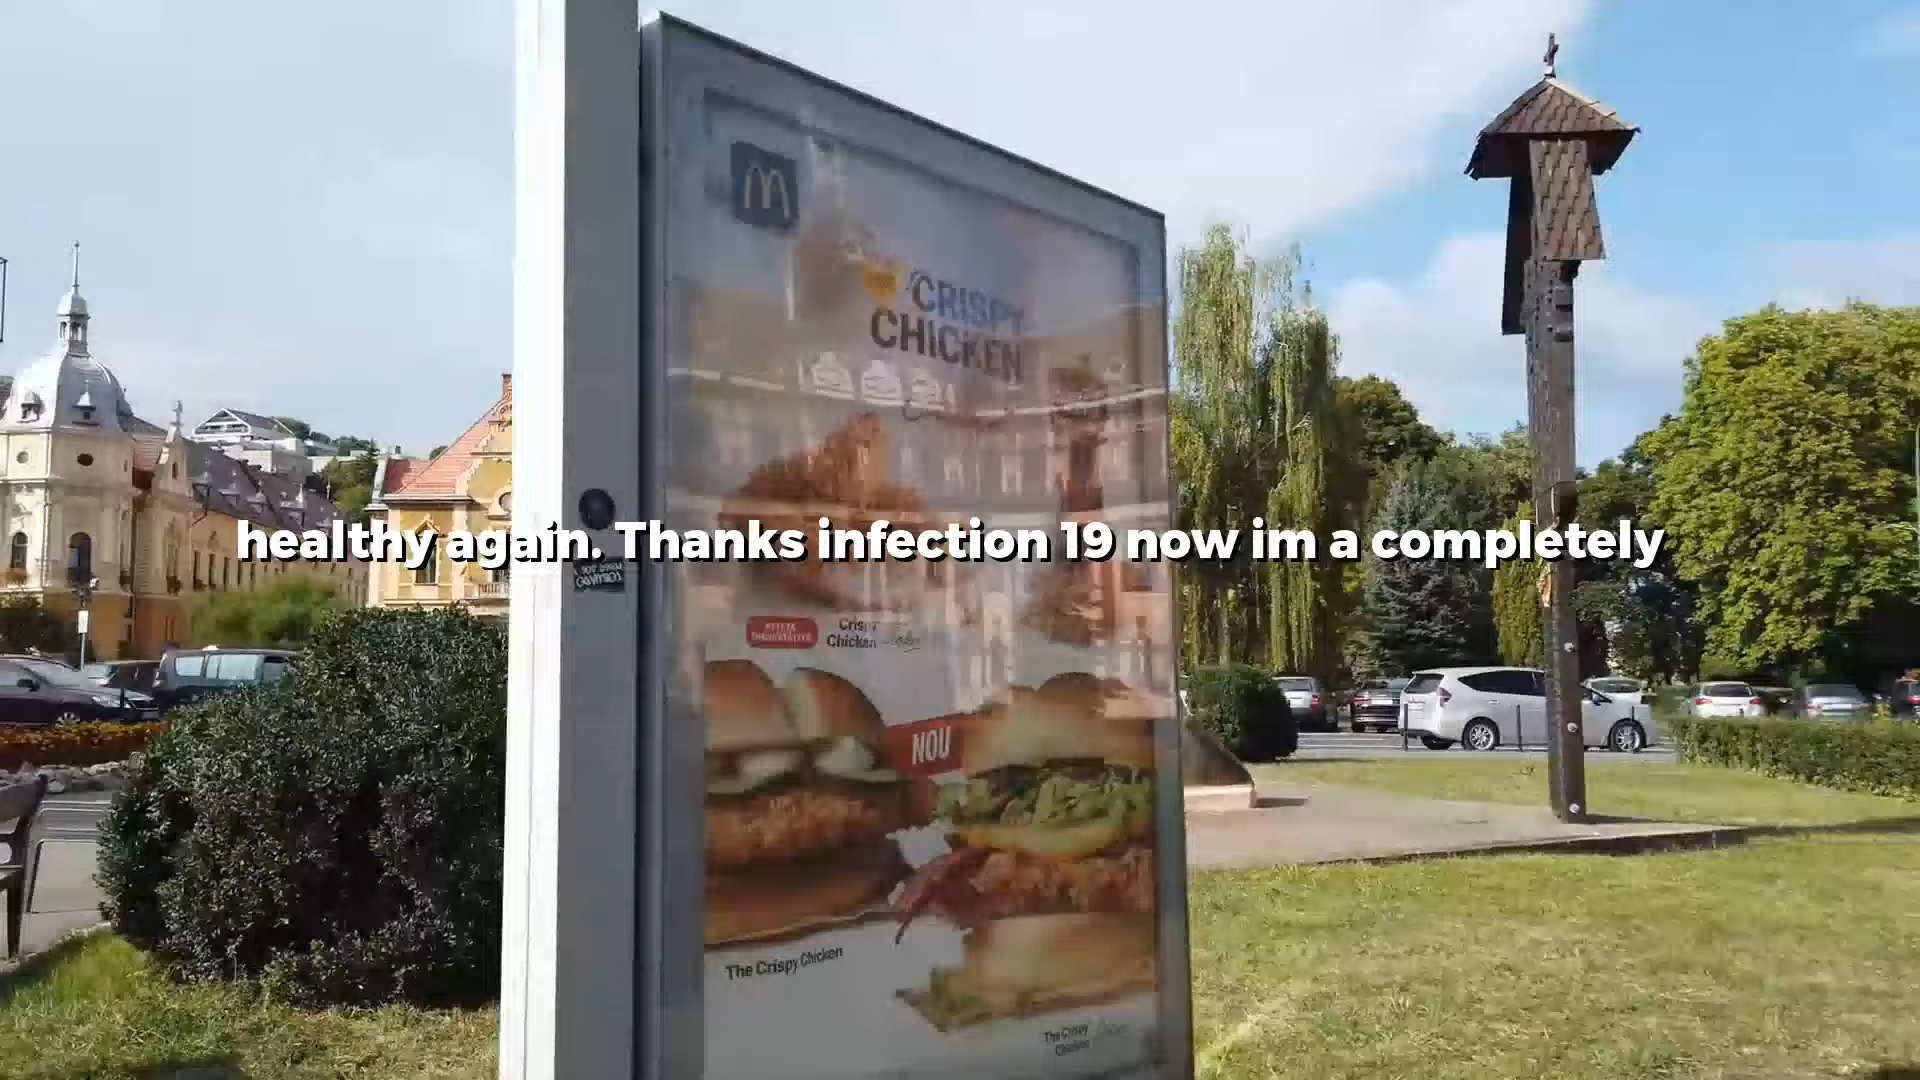 CRISPY
CHICKEN
healthy again. Thanks infection 19 now im a completely
Crispy
Chicken
NOU
The Crispy Chicken
The Crispy
Chicken